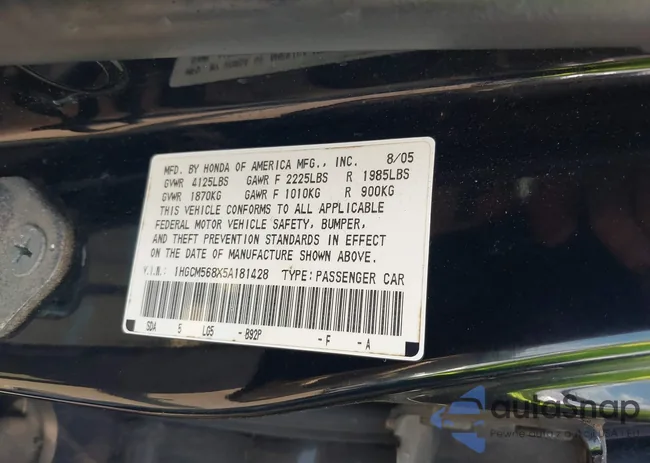 MFD. BY HONDA OF AMERICA MFG., INC. 8/05
GVWR 4125LBS GAWR F 2225LBS R 1985LBS
GVWR 1870KG GAWR F 1010KG R 900KG
THIS VEHICLE CONFORMS TO ALL APPLICABLE
FEDERAL MOTOR VEHICLE SAFETY, BUMPER,
AND THEFT PREVENTION STANDARDS IN EFFECT
ON THE DATE OF MANUFACTURE SHOWN ABOVE.
V.I.N.: 1HGCM568X5A181428 TYPE: PASSENGER CAR
SDA 5 LG5 -B92P -F -A
autaSnap